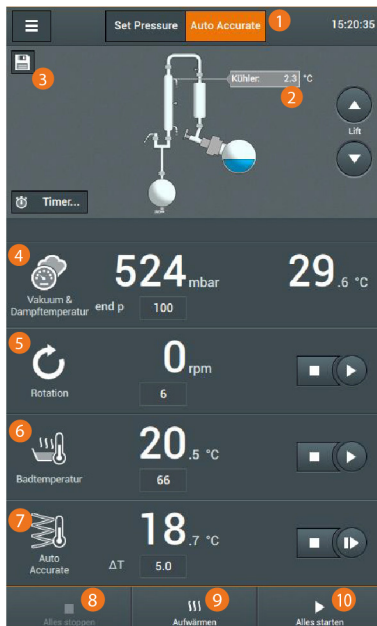 Set Pressure Auto Accurate 1 15:20:35
3
Kühler: 2.3 °C
2
Lift
Timer...
4
524 mbar 29.6 °C
Vakuum &
Dampftemperatur end p 100
5
0 rpm
Rotation 6
6
20.5 °C
Badtemperatur 66
7
18.7 °C
Auto
Accurate ΔT 5.0
8 9 10
Alles stoppen Aufwärmen Alles starten